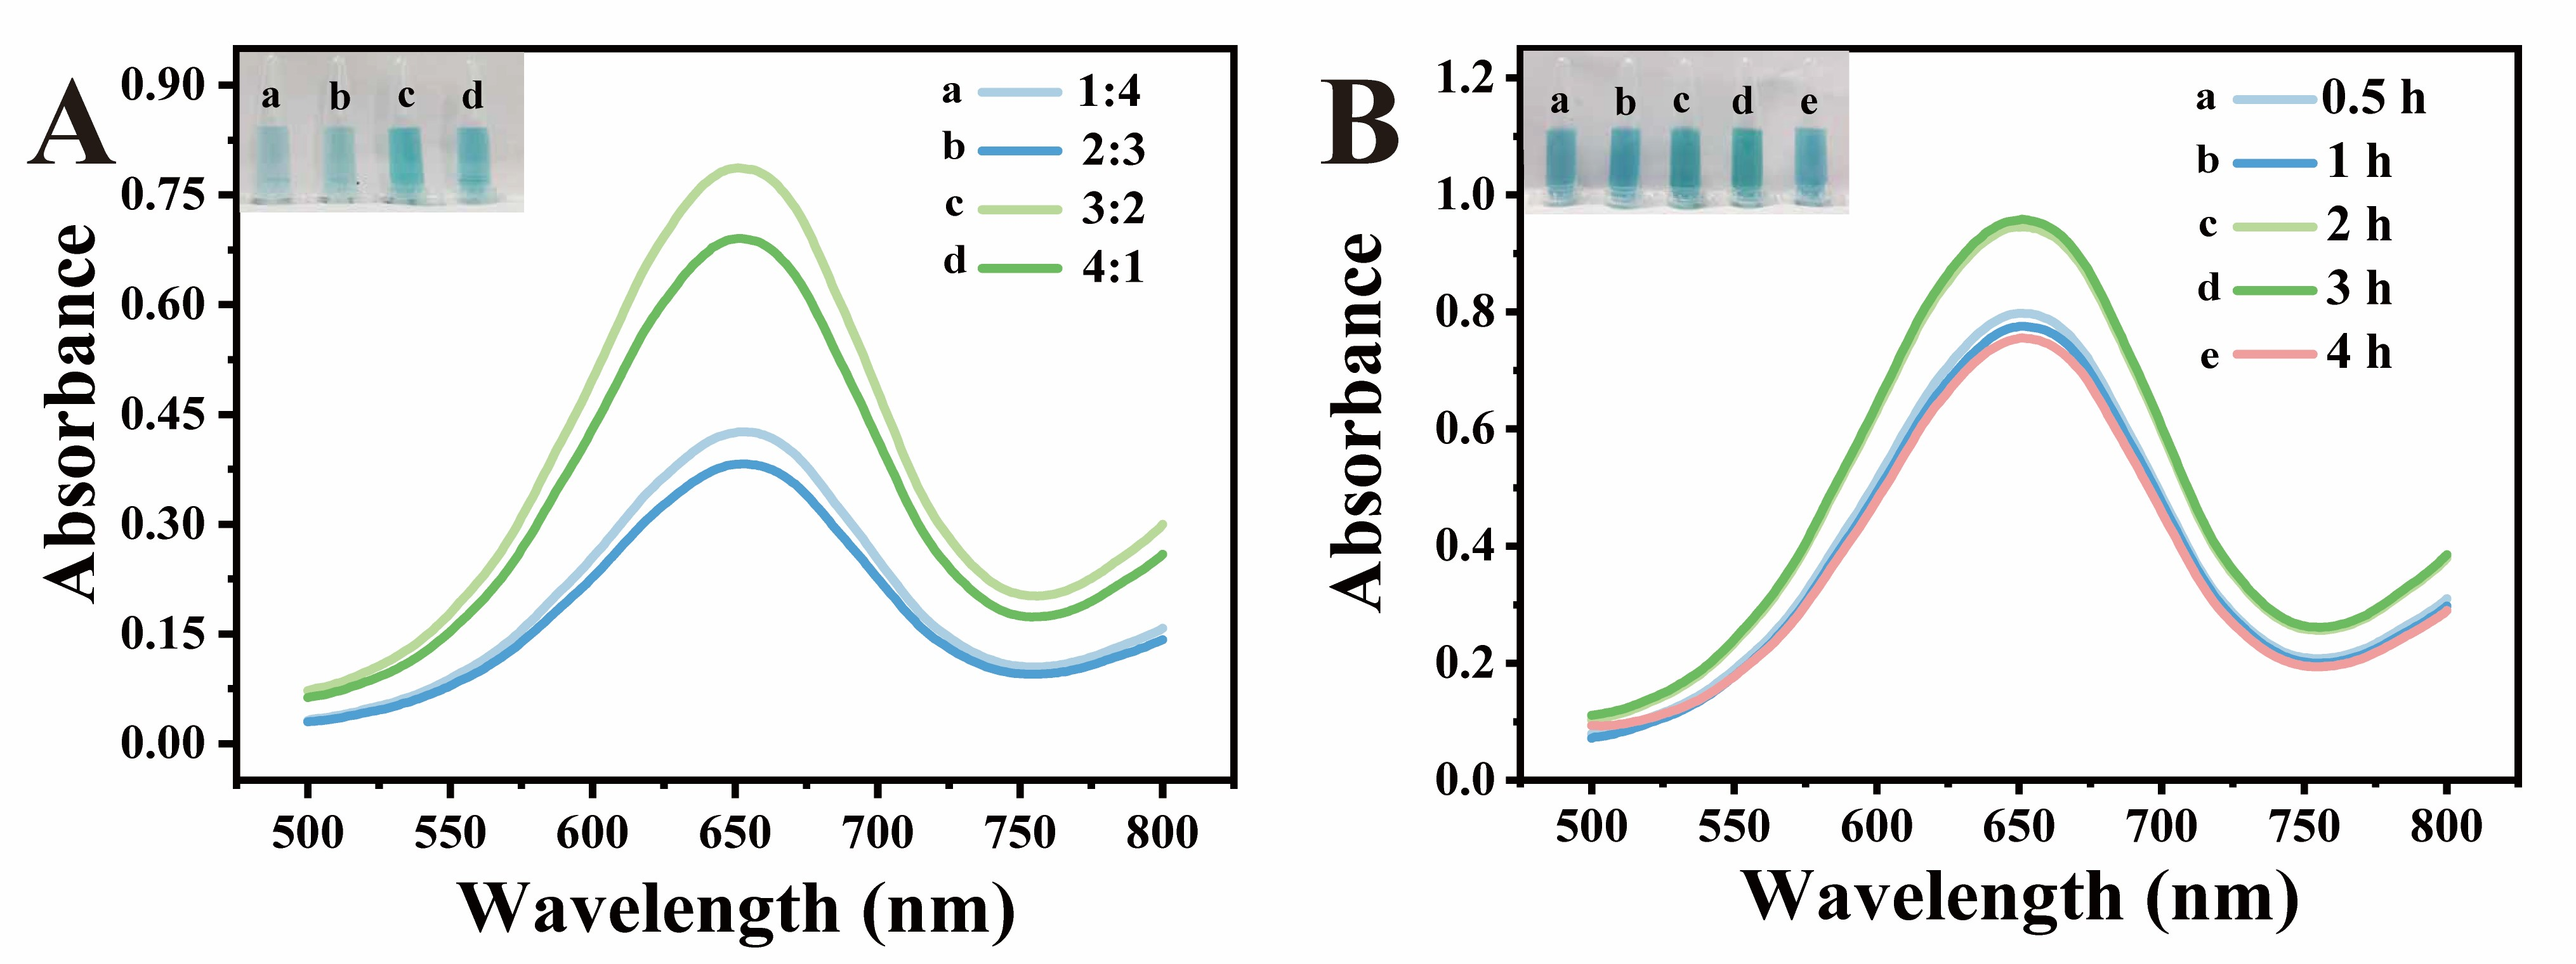 A
Absorbance
0.90
0.75
0.60
0.45
0.30
0.15
0.00
a b c d
a 1:4
b 2:3
c 3:2
d 4:1
500 550 600 650 700 750 800
Wavelength (nm)
B
Absorbance
1.2
1.0
0.8
0.6
0.4
0.2
0.0
a b c d e
a 0.5 h
b 1 h
c 2 h
d 3 h
e 4 h
500 550 600 650 700 750 800
Wavelength (nm)